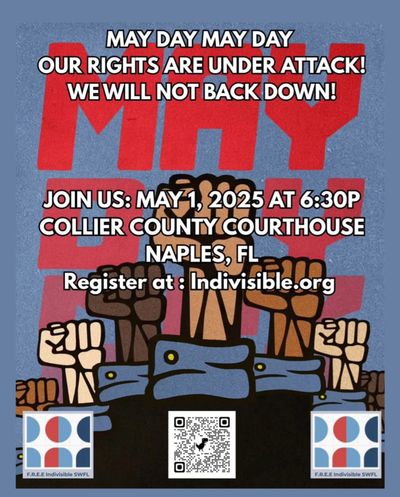 MAY DAY MAY DAY
OUR RIGHTS ARE UNDER ATTACK!
WE WILL NOT BACK DOWN!
MAY
DAY
JOIN US: MAY 1, 2025 AT 6:30P
COLLIER COUNTY COURTHOUSE
NAPLES, FL
Register at : Indivisible.org
F.R.E.E Indivisible SWFL
F.R.E.E Indivisible SWFL